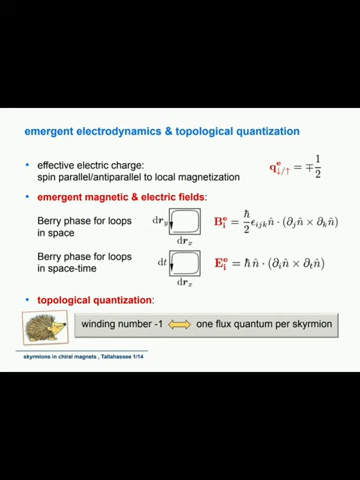 emergent electrodynamics & topological quantization
• effective electric charge:
spin parallel/antiparallel to local magnetization
q^e_{↓/↑} = ∓ 1/2
• emergent magnetic & electric fields:
Berry phase for loops
in space
dr_y
dr_x
B^e_i = ℏ/2 ε_{ijk} n̂ · (∂_j n̂ × ∂_k n̂)
Berry phase for loops
in space-time
dt
dr_x
E^e_i = ℏ n̂ · (∂_i n̂ × ∂_t n̂)
• topological quantization:
winding number -1 ⟺ one flux quantum per skyrmion
skyrmions in chiral magnets , Tallahasase 1/14